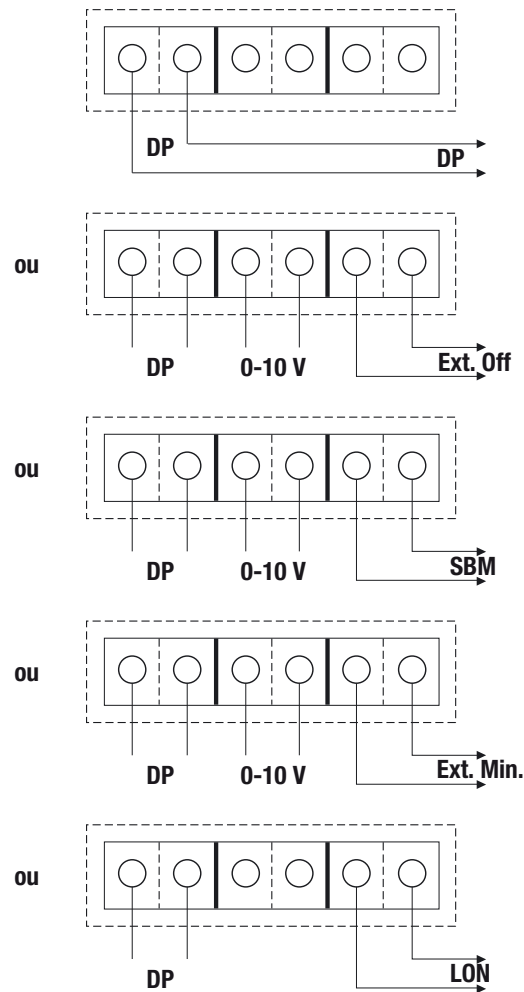 DP
DP
ou
DP 0-10 V Ext. Off
ou
DP 0-10 V SBM
ou
DP 0-10 V Ext. Min.
ou
DP LON